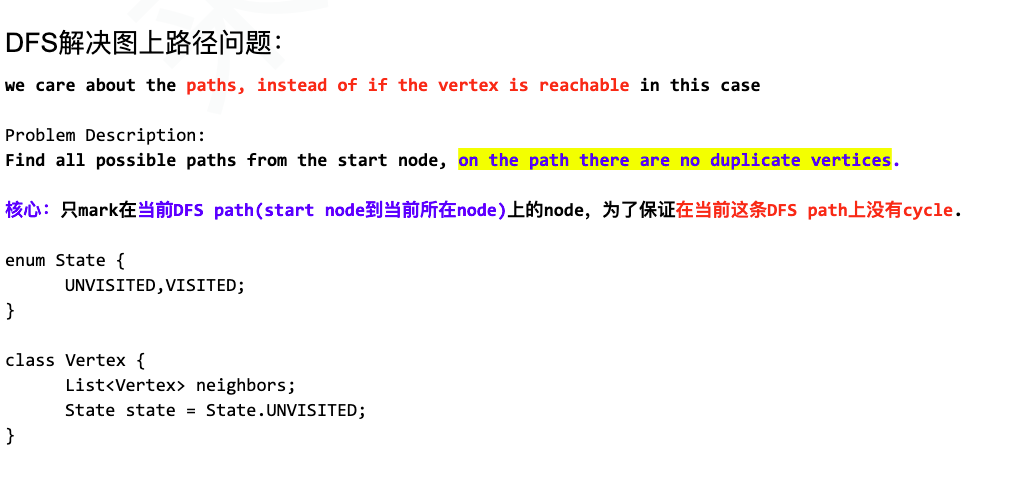 DFS解决图上路径问题：
we care about the paths, instead of if the vertex is reachable in this case
Problem Description:
Find all possible paths from the start node, on the path there are no duplicate vertices.
核心：只mark在当前DFS path(start node到当前所在node)上的node，为了保证在当前这条DFS path上没有cycle.
enum State {
UNVISITED,VISITED;
}
class Vertex {
List<Vertex> neighbors;
State state = State.UNVISITED;
}